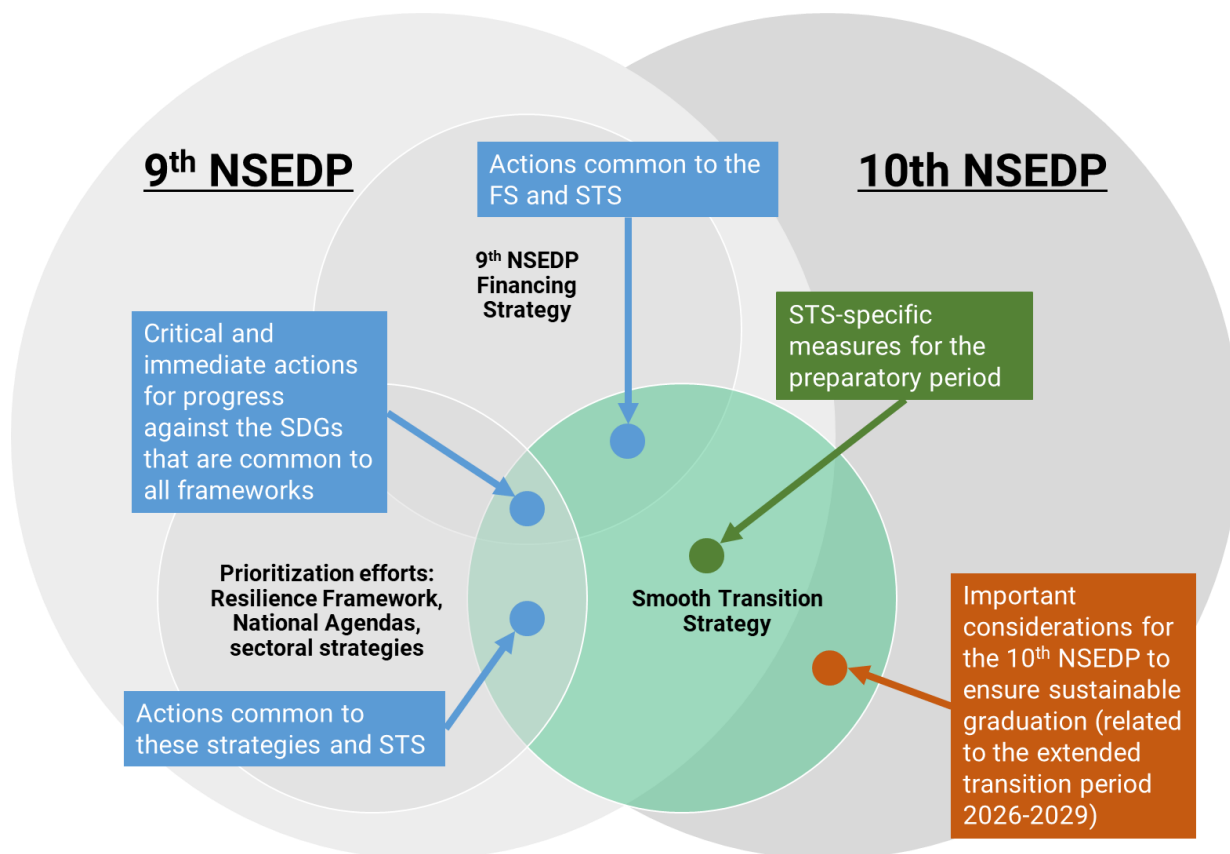 9th NSEDP
10th NSEDP
Actions common to the
FS and STS
9th NSEDP
Financing
Strategy
STS-specific
measures for the
preparatory period
Critical and
immediate actions
for progress
against the SDGs
that are common to
all frameworks
Prioritization efforts:
Resilience Framework,
National Agendas,
sectoral strategies
Smooth Transition
Strategy
Important
considerations for
the 10th NSEDP to
ensure sustainable
graduation (related
to the extended
transition period
2026-2029)
Actions common to
these strategies and STS